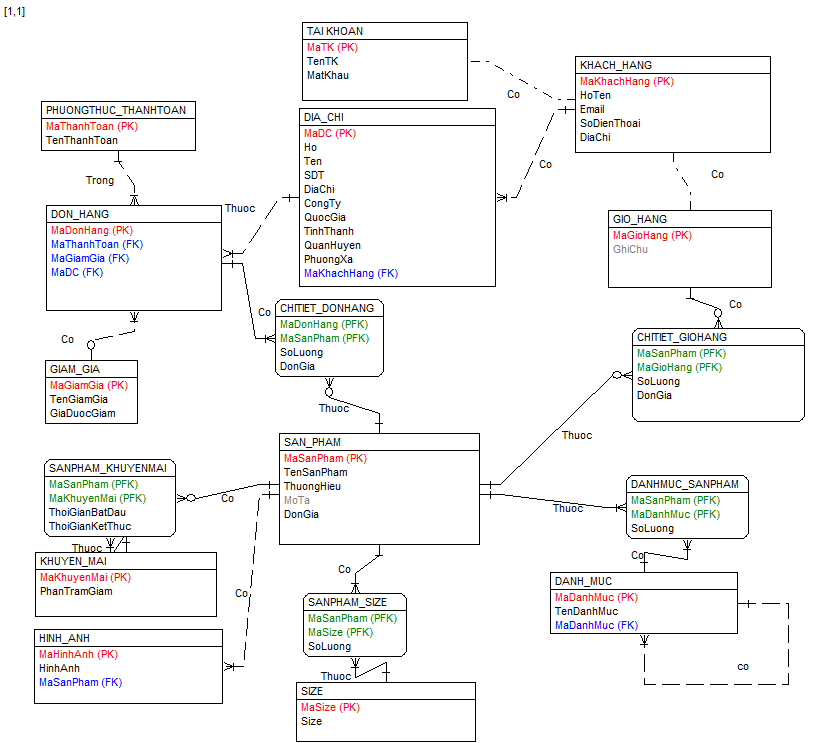 [1,1]
TAI KHOAN
MaTK (PK)
TenTK
MatKhau
Co
KHACH_HANG
MaKhachHang (PK)
HoTen
Email
SoDienThoai
DiaChi
PHUONGTHUC_THANHTOAN
MaThanhToan (PK)
TenThanhToan
Trong
DIA_CHI
MaDC (PK)
Ho
Ten
SDT
DiaChi
CongTy
QuocGia
TinhThanh
QuanHuyen
PhuongXa
MaKhachHang (FK)
Co
Co
Thuoc
DON_HANG
MaDonHang (PK)
MaThanhToan (FK)
MaGiamGia (FK)
MaDC (FK)
GIO_HANG
MaGioHang (PK)
GhiChu
Co
Co
Co
CHITIET_DONHANG
MaDonHang (PFK)
MaSanPham (PFK)
SoLuong
DonGia
CHITIET_GIOHANG
MaSanPham (PFK)
MaGioHang (PFK)
SoLuong
DonGia
GIAM_GIA
MaGiamGia (PK)
TenGiamGia
GiaDuocGiam
Thuoc
Thuoc
SAN_PHAM
MaSanPham (PK)
TenSanPham
ThuongHieu
MoTa
DonGia
SANPHAM_KHUYENMAI
MaSanPham (PFK)
MaKhuyenMai (PFK)
ThoiGianBatDau
ThoiGianKetThuc
Co
Thuoc
DANHMUC_SANPHAM
MaSanPham (PFK)
MaDanhMuc (PFK)
SoLuong
Thuoc
KHUYEN_MAI
MaKhuyenMai (PK)
PhanTramGiam
Co
Co
Co
DANH_MUC
MaDanhMuc (PK)
TenDanhMuc
MaDanhMuc (FK)
co
SANPHAM_SIZE
MaSanPham (PFK)
MaSize (PFK)
SoLuong
HINH_ANH
MaHinhAnh (PK)
HinhAnh
MaSanPham (FK)
Thuoc
SIZE
MaSize (PK)
Size